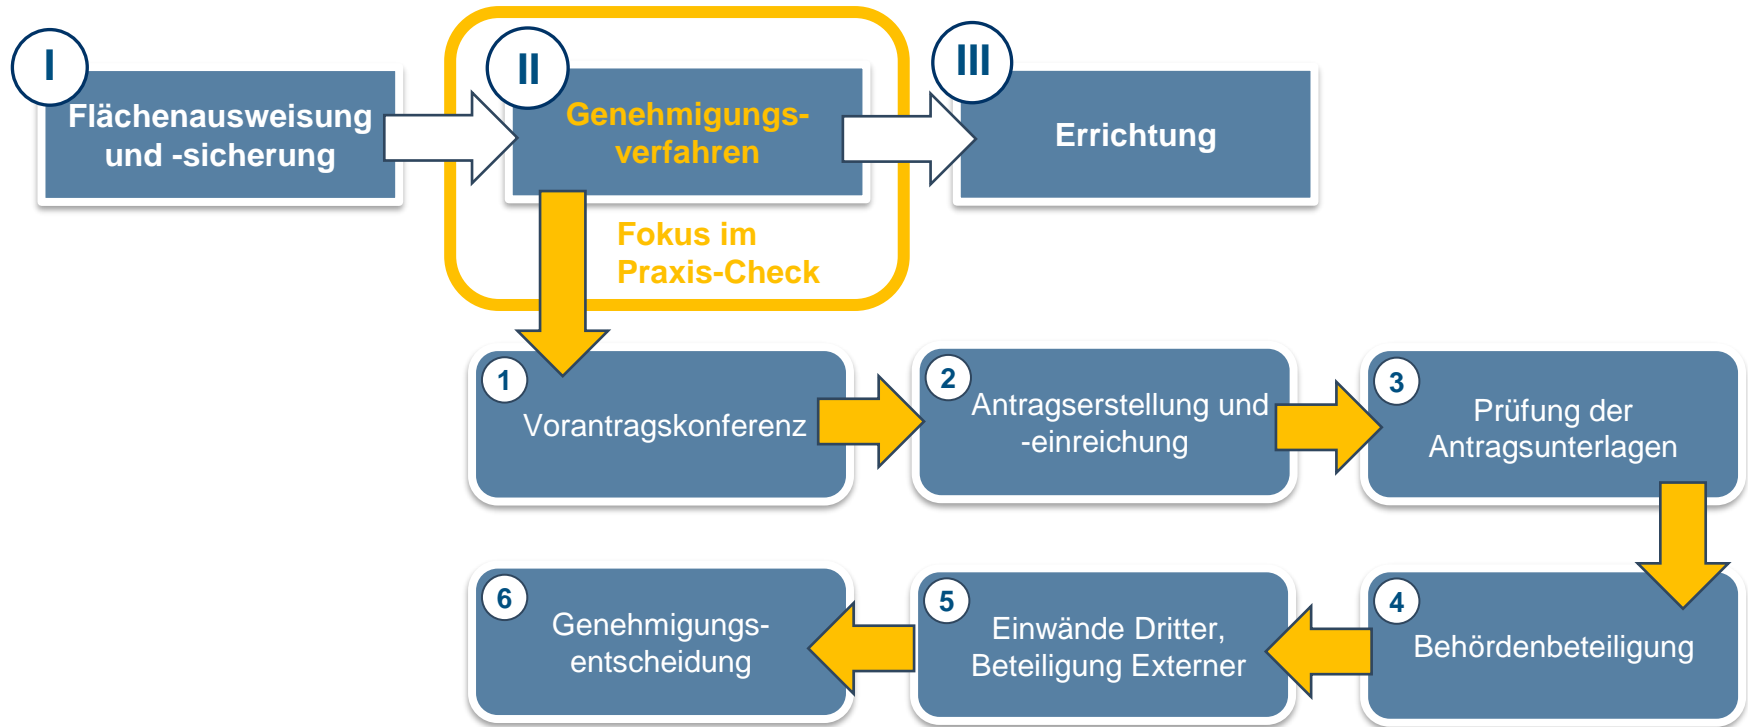 I
Flächenausweisung
und -sicherung
II
Genehmigungs-
verfahren
III
Errichtung
Fokus im
Praxis-Check
1
Vorantragskonferenz
2
Antragserstellung und
-einreichung
3
Prüfung der
Antragsunterlagen
4
Behördenbeteiligung
5
Einwände Dritter,
Beteiligung Externer
6
Genehmigungs-
entscheidung